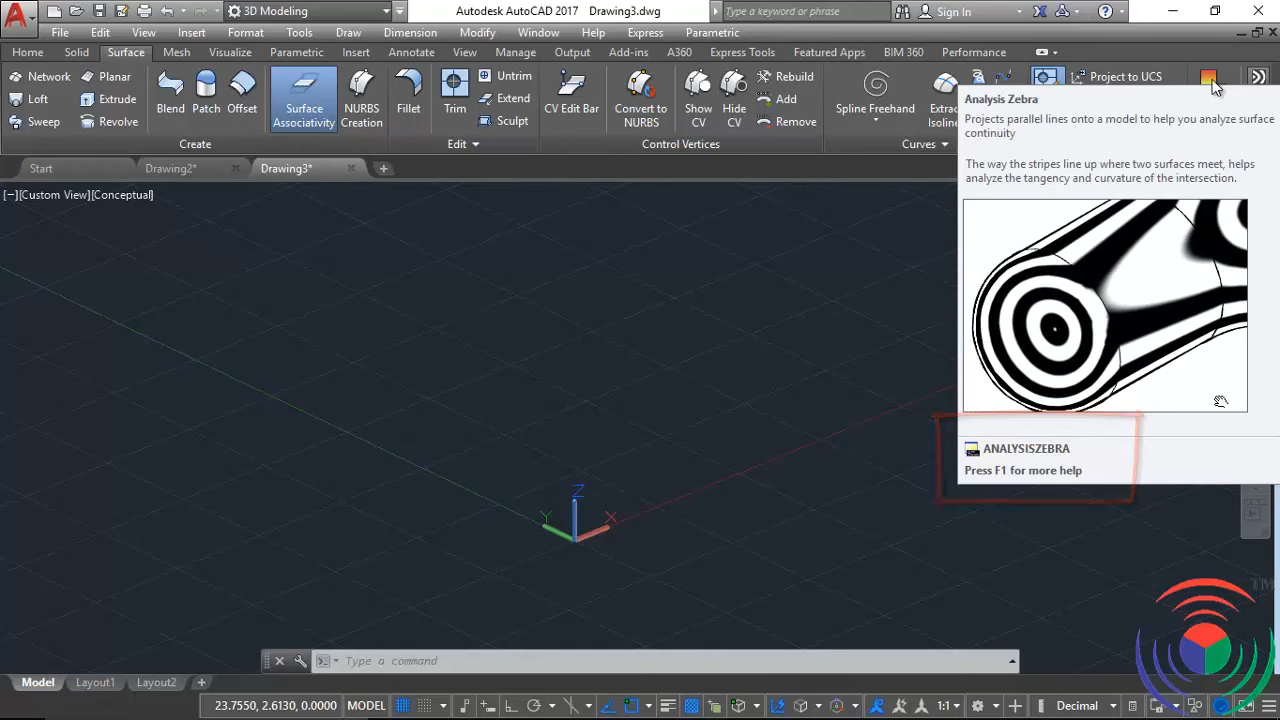 Autodesk AutoCAD 2017 Drawing3.dwg
3D Modeling
Type a keyword or phrase
Sign In
File Edit View Insert Format Tools Draw Dimension Modify Window Help Express Parametric
Home Solid Surface Mesh Visualize Parametric Insert Annotate View Manage Output Add-ins A360 Express Tools Featured Apps BIM 360 Performance
Network Planar
Loft Extrude
Sweep Revolve
Blend Patch Offset
Surface
Associativity
NURBS
Creation
Fillet
Trim
Untrim
Extend
Sculpt
CV Edit Bar
Convert to
NURBS
Show
CV
Hide
CV
Rebuild
Add
Remove
Spline Freehand
Project to UCS
Create
Edit
Control Vertices
Curves
Analysis Zebra
Projects parallel lines onto a model to help you analyze surface
continuity
The way the stripes line up where two surfaces meet, helps
analyze the tangency and curvature of the intersection.
ANALYSISZEBRA
Press F1 for more help
Start Drawing2* Drawing3*
[−][Custom View][Conceptual]
Z
Y X
TM
Type a command
Model Layout1 Layout2
23.7550, 2.6130, 0.0000 MODEL 1:1 Decimal